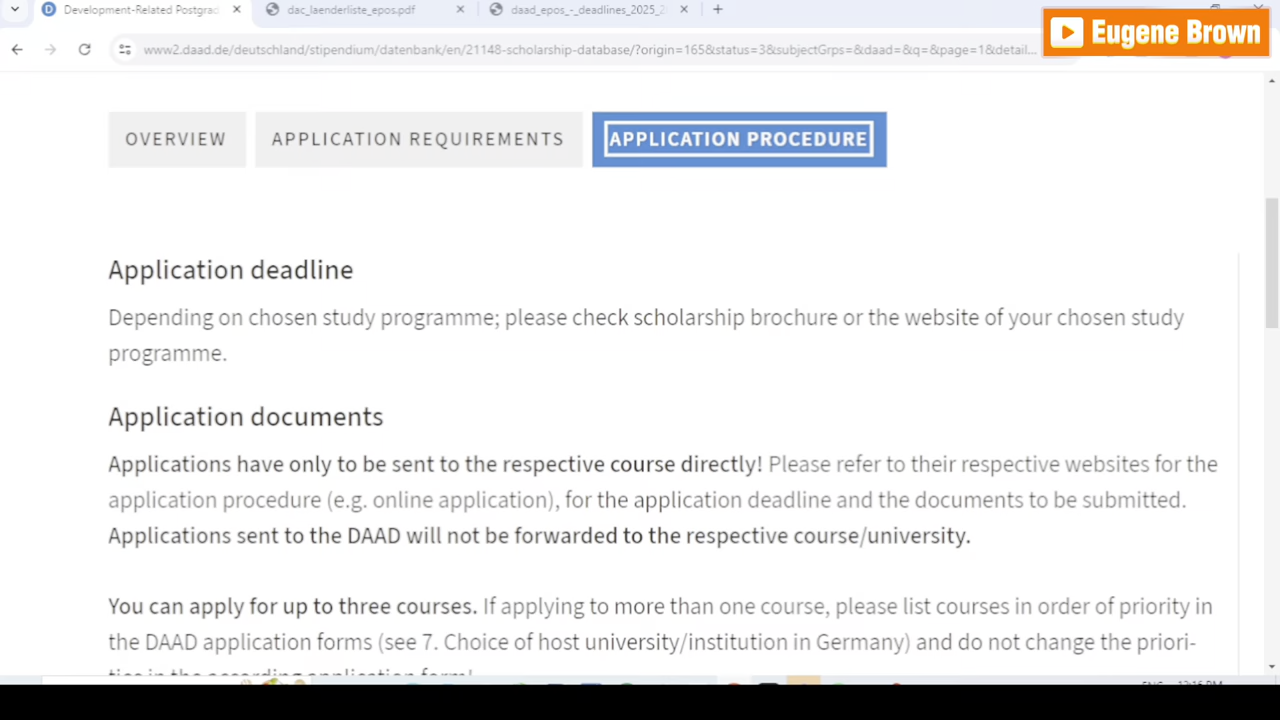 Development-Related Postgrad
dac_laenderliste_epos.pdf
daad_epos_-_deadlines_2025_2
www2.daad.de/deutschland/stipendium/datenbank/en/21148-scholarship-database/?origin=165&status=3&subjectGrps=&daad=&q=&page=1&detail...
Eugene Brown
OVERVIEW
APPLICATION REQUIREMENTS
APPLICATION PROCEDURE
Application deadline
Depending on chosen study programme; please check scholarship brochure or the website of your chosen study
programme.
Application documents
Applications have only to be sent to the respective course directly! Please refer to their respective websites for the
application procedure (e.g. online application), for the application deadline and the documents to be submitted.
Applications sent to the DAAD will not be forwarded to the respective course/university.
You can apply for up to three courses. If applying to more than one course, please list courses in order of priority in
the DAAD application forms (see 7. Choice of host university/institution in Germany) and do not change the priori-
ties in the according application form!